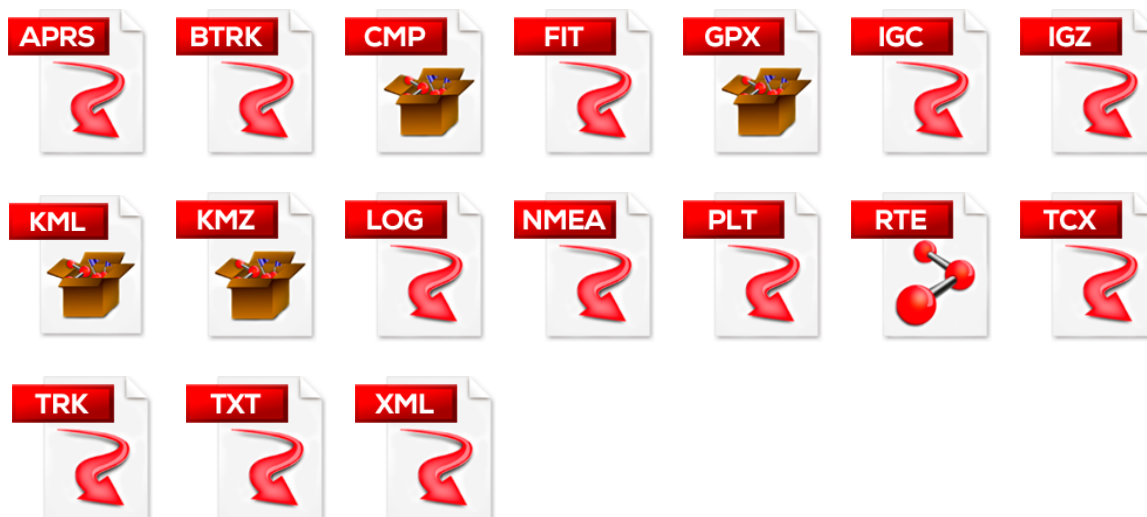 APRS BTRK CMP FIT GPX IGC IGZ
KML KMZ LOG NMEA PLT RTE TCX
TRK TXT XML